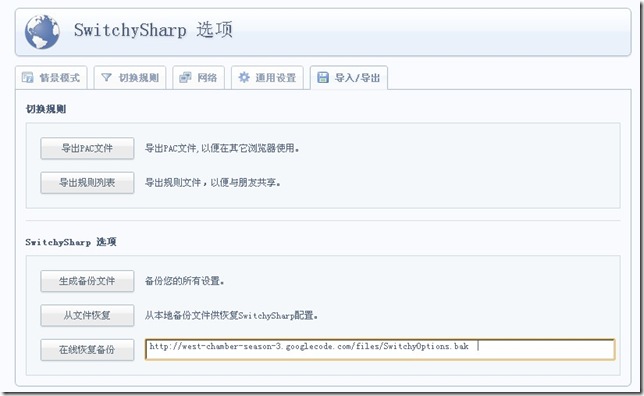 SwitchySharp 选项
情景模式 切换规则 网络 通用设置 导入/导出
切换规则
导出PAC文件 导出PAC文件,以便在其它浏览器使用。
导出规则列表 导出规则文件，以便与朋友共享。
SwitchySharp 选项
生成备份文件 备份您的所有设置。
从文件恢复 从本地备份文件供恢复SwitchySharp配置。
在线恢复备份 http://west-chamber-season-3.googlecode.com/files/SwitchyOptions.bak